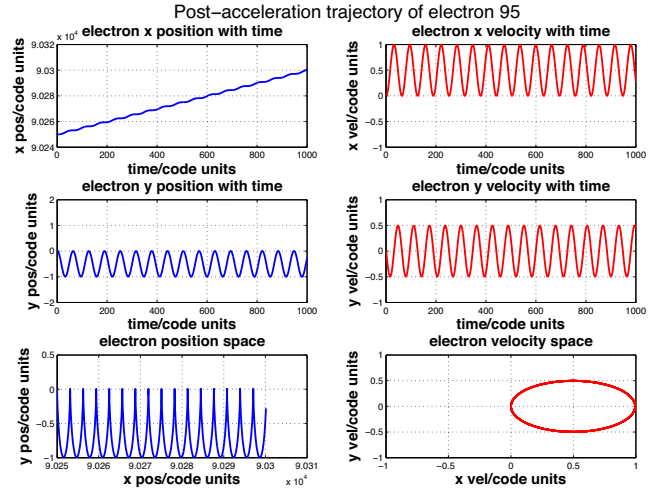 Post−acceleration trajectory of electron 95
electron x position with time
x 10⁴
9.032
9.03
9.028
9.026
9.024
x pos/code units
0 200 400 600 800 1000
time/code units
electron x velocity with time
1
0.5
0
−0.5
−1
x vel/code units
0 200 400 600 800 1000
time/code units
electron y position with time
2
1
0
−1
−2
y pos/code units
0 200 400 600 800 1000
time/code units
electron y velocity with time
1
0.5
0
−0.5
−1
y vel/code units
0 200 400 600 800 1000
time/code units
electron position space
0.5
0
−0.5
−1
y pos/code units
9.025 9.026 9.027 9.028 9.029 9.03 9.031
x pos/code units
x 10⁴
electron velocity space
1
0.5
0
−0.5
−1
y vel/code units
−1 −0.5 0 0.5 1
x vel/code units